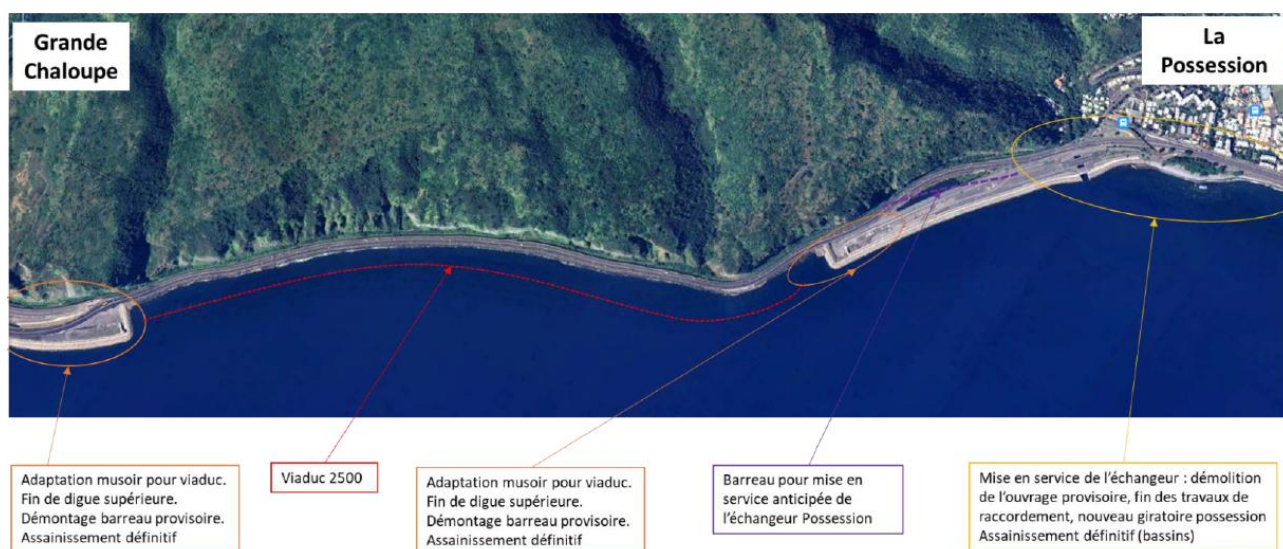 Grande
Chaloupe
La
Possession
Adaptation musoir pour viaduc.
Fin de digue supérieure.
Démontage barreau provisoire.
Assainissement définitif
Viaduc 2500
Adaptation musoir pour viaduc.
Fin de digue supérieure.
Démontage barreau provisoire.
Assainissement définitif
Barreau pour mise en
service anticipée de
l’échangeur Possession
Mise en service de l’échangeur : démolition
de l’ouvrage provisoire, fin des travaux de
raccordement, nouveau giratoire possession
Assainissement définitif (bassins)